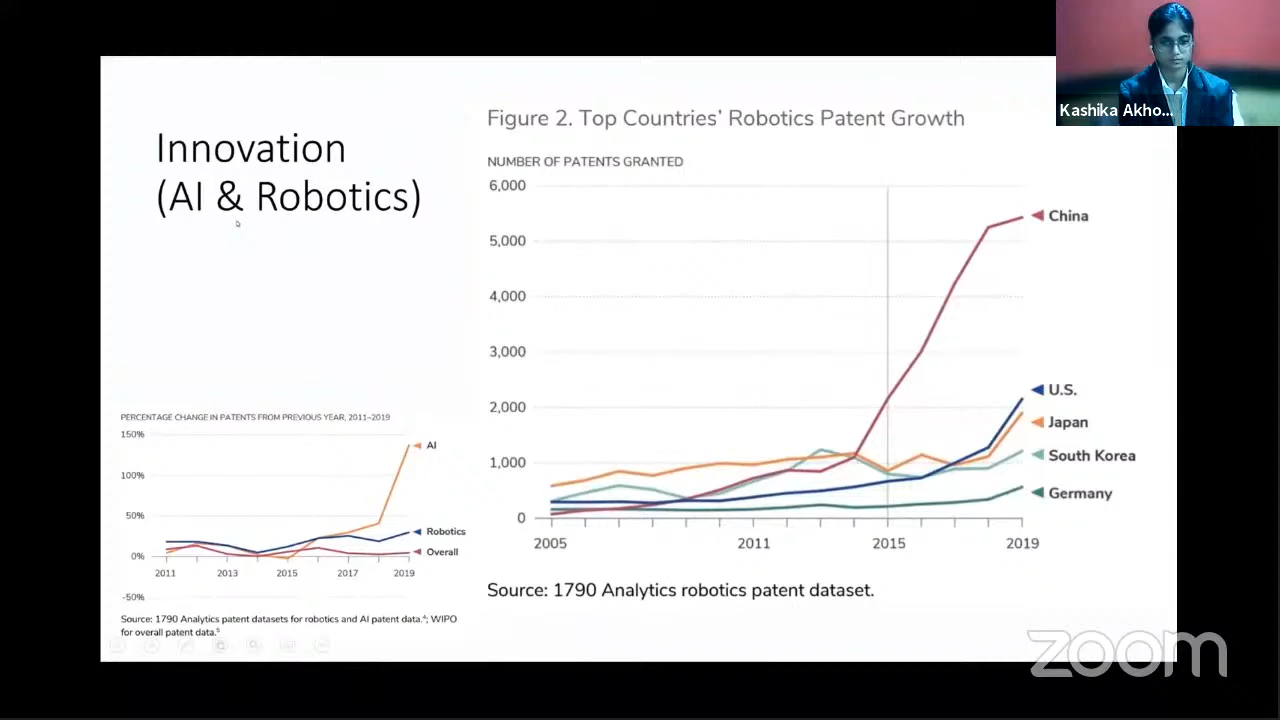 Kashika Akho...
Innovation
(AI & Robotics)
Figure 2. Top Countries’ Robotics Patent Growth
NUMBER OF PATENTS GRANTED
6,000
5,000
4,000
3,000
2,000
1,000
0
2005
2011
2015
2019
China
U.S.
Japan
South Korea
Germany
Source: 1790 Analytics robotics patent dataset.
PERCENTAGE CHANGE IN PATENTS FROM PREVIOUS YEAR, 2011–2019
150%
100%
50%
0%
-50%
2011
2013
2015
2017
2019
AI
Robotics
Overall
Source: 1790 Analytics patent datasets for robotics and AI patent data.⁴; WIPO
for overall patent data.⁵
zoom